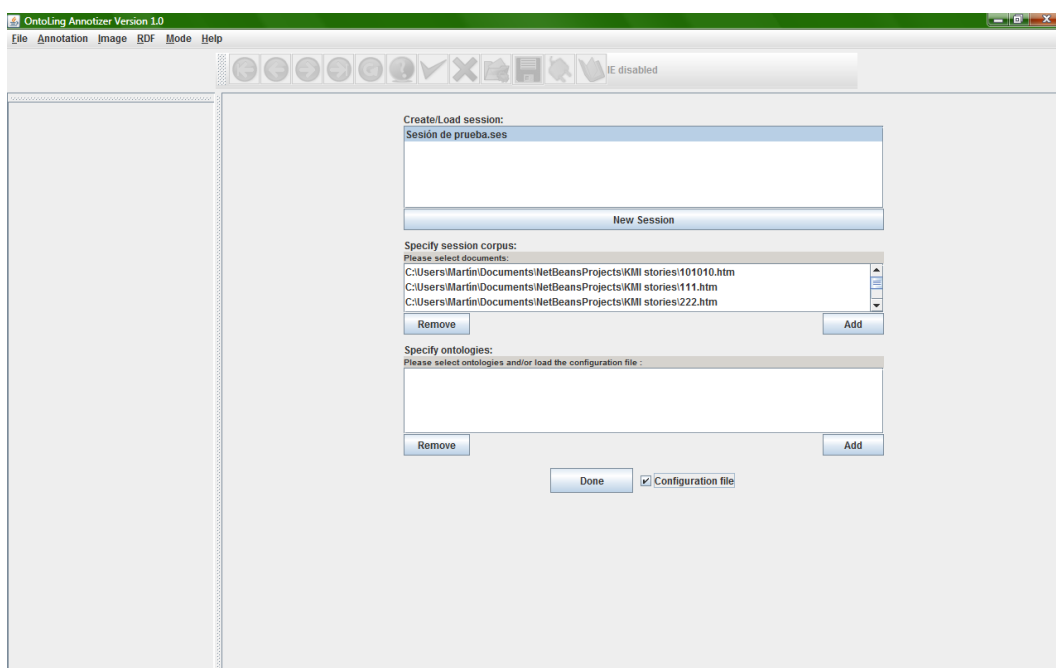 OntoLing Annotizer Version 1.0
File Annotation Image RDF Mode Help
IE disabled
Create/Load session:
Sesión de prueba.ses
New Session
Specify session corpus:
Please select documents:
C:\Users\Martín\Documents\NetBeansProjects\KMI stories\101010.htm
C:\Users\Martín\Documents\NetBeansProjects\KMI stories\111.htm
C:\Users\Martín\Documents\NetBeansProjects\KMI stories\222.htm
Remove Add
Specify ontologies:
Please select ontologies and/or load the configuration file :
Remove Add
Done Configuration file